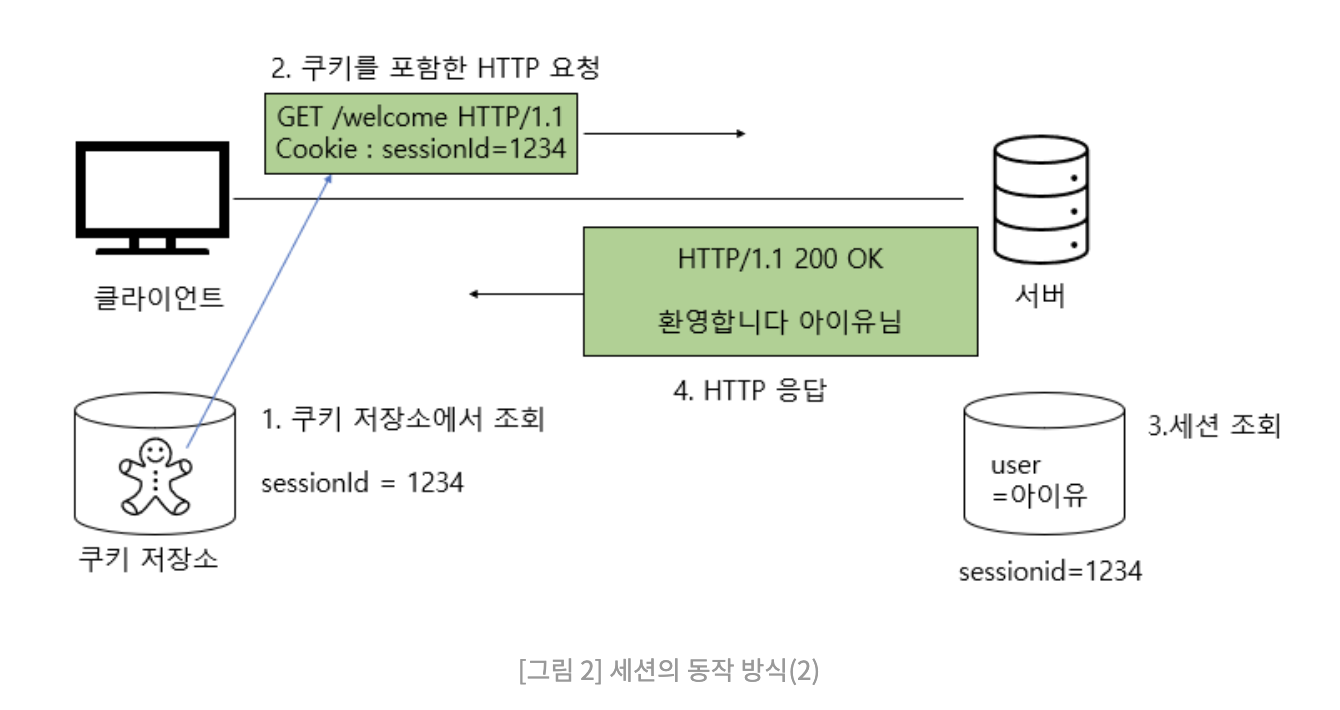 2. 쿠키를 포함한 HTTP 요청
GET /welcome HTTP/1.1
Cookie : sessionId=1234
클라이언트
서버
HTTP/1.1 200 OK
환영합니다 아이유님
4. HTTP 응답
1. 쿠키 저장소에서 조회
sessionId = 1234
쿠키 저장소
3.세션 조회
user
=아이유
sessionid=1234
[그림 2] 세션의 동작 방식(2)